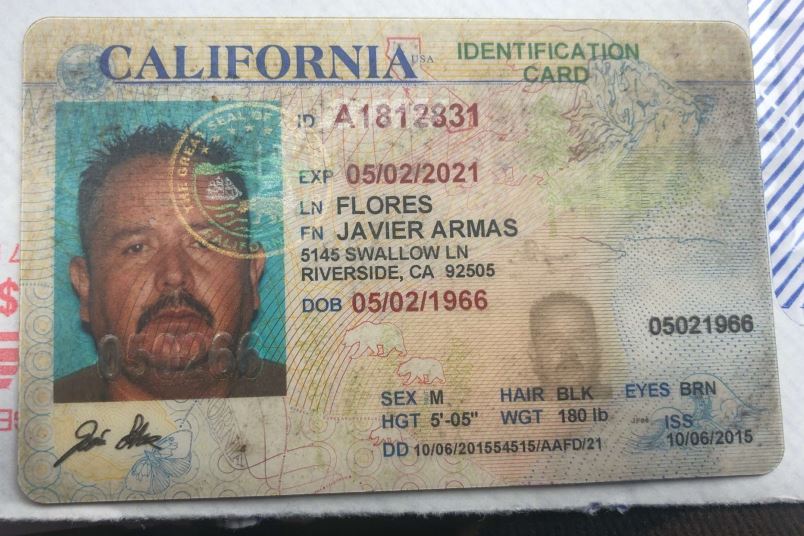 CALIFORNIA USA
IDENTIFICATION CARD
ID A1812831
EXP 05/02/2021
LN FLORES
FN JAVIER ARMAS
5145 SWALLOW LN
RIVERSIDE, CA 92505
DOB 05/02/1966
05021966
050266
SEX M HAIR BLK EYES BRN
HGT 5'-05" WGT 180 lb
ISS
10/06/2015
DD 10/06/201554515/AAFD/21